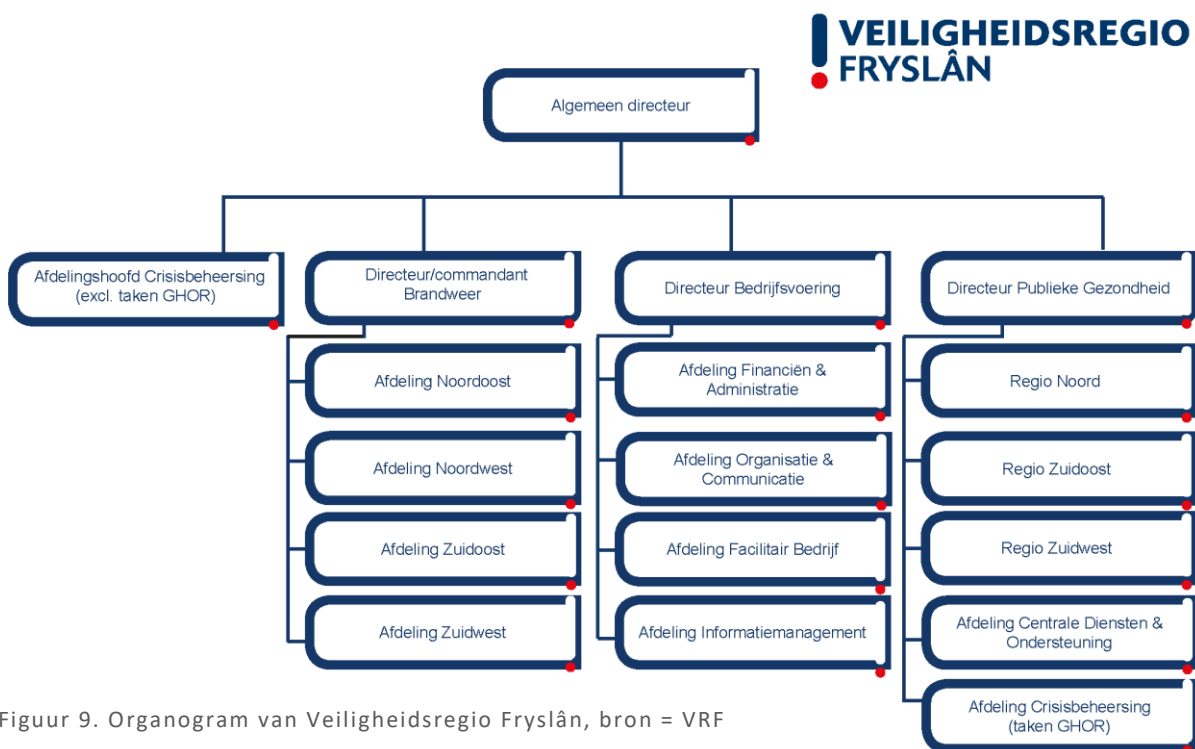 VEILIGHEIDSREGIO
FRYSLÂN
Algemeen directeur
Afdelingshoofd Crisisbeheersing
(excl. taken GHOR)
Directeur/commandant
Brandweer
Directeur Bedrijfsvoering
Directeur Publieke Gezondheid
Afdeling Noordoost
Afdeling Noordwest
Afdeling Zuidoost
Afdeling Zuidwest
Afdeling Financiën &
Administratie
Afdeling Organisatie &
Communicatie
Afdeling Facilitair Bedrijf
Afdeling Informatiemanagement
Regio Noord
Regio Zuidoost
Regio Zuidwest
Afdeling Centrale Diensten &
Ondersteuning
Afdeling Crisisbeheersing
(taken GHOR)
Figuur 9. Organogram van Veiligheidsregio Fryslân, bron = VRF